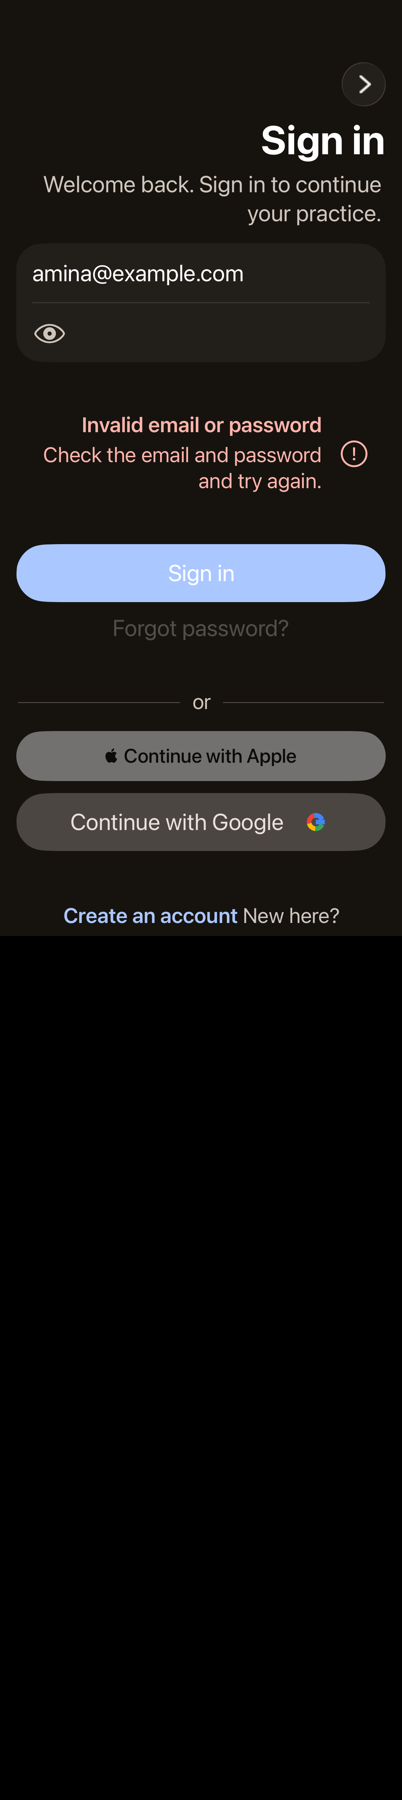 Sign in
Welcome back. Sign in to continue
your practice.
amina@example.com
Invalid email or password
Check the email and password
and try again.
Sign in
Forgot password?
or
Continue with Apple
Continue with Google
Create an account New here?